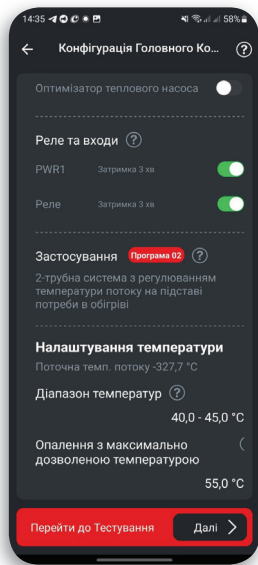 14:35 58%
Конфігурація Головного Ко... ?
Оптимізатор теплового насоса
Реле та входи ?
PWR1 Затримка 3 хв
Реле Затримка 3 хв
Застосування Програма 02 ?
2-трубна система з регулюванням
температури потоку на підставі
потреби в обігріві
Налаштування температури
Поточна темп. потоку -327,7 °C
Діапазон температур ?
40,0 - 45,0 °C
Опалення з максимально
дозволеною температурою
55,0 °C
Перейти до Тестування Далі